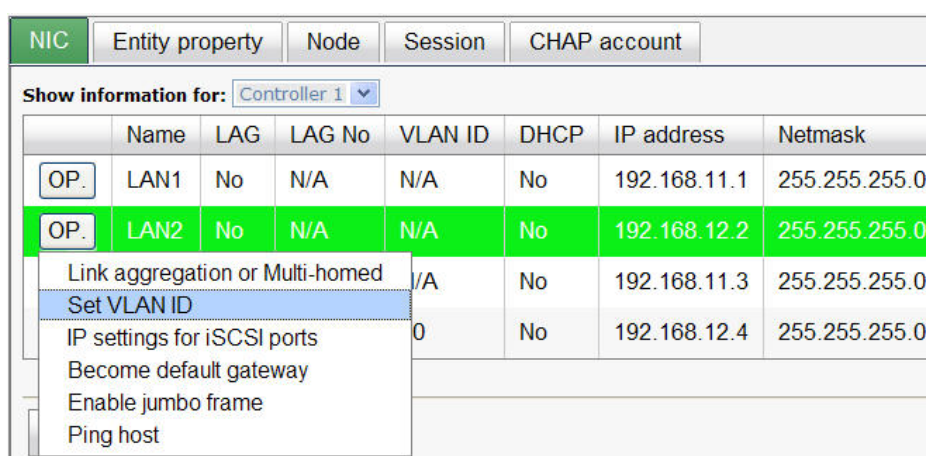 NIC Entity property Node Session CHAP account
Show information for: Controller 1
Name LAG LAG No VLAN ID DHCP IP address Netmask
OP. LAN1 No N/A N/A No 192.168.11.1 255.255.255.0
OP. LAN2 No N/A N/A No 192.168.12.2 255.255.255.0
Link aggregation or Multi-homed
/A No 192.168.11.3 255.255.255.0
Set VLAN ID
IP settings for iSCSI ports
0 No 192.168.12.4 255.255.255.0
Become default gateway
Enable jumbo frame
Ping host